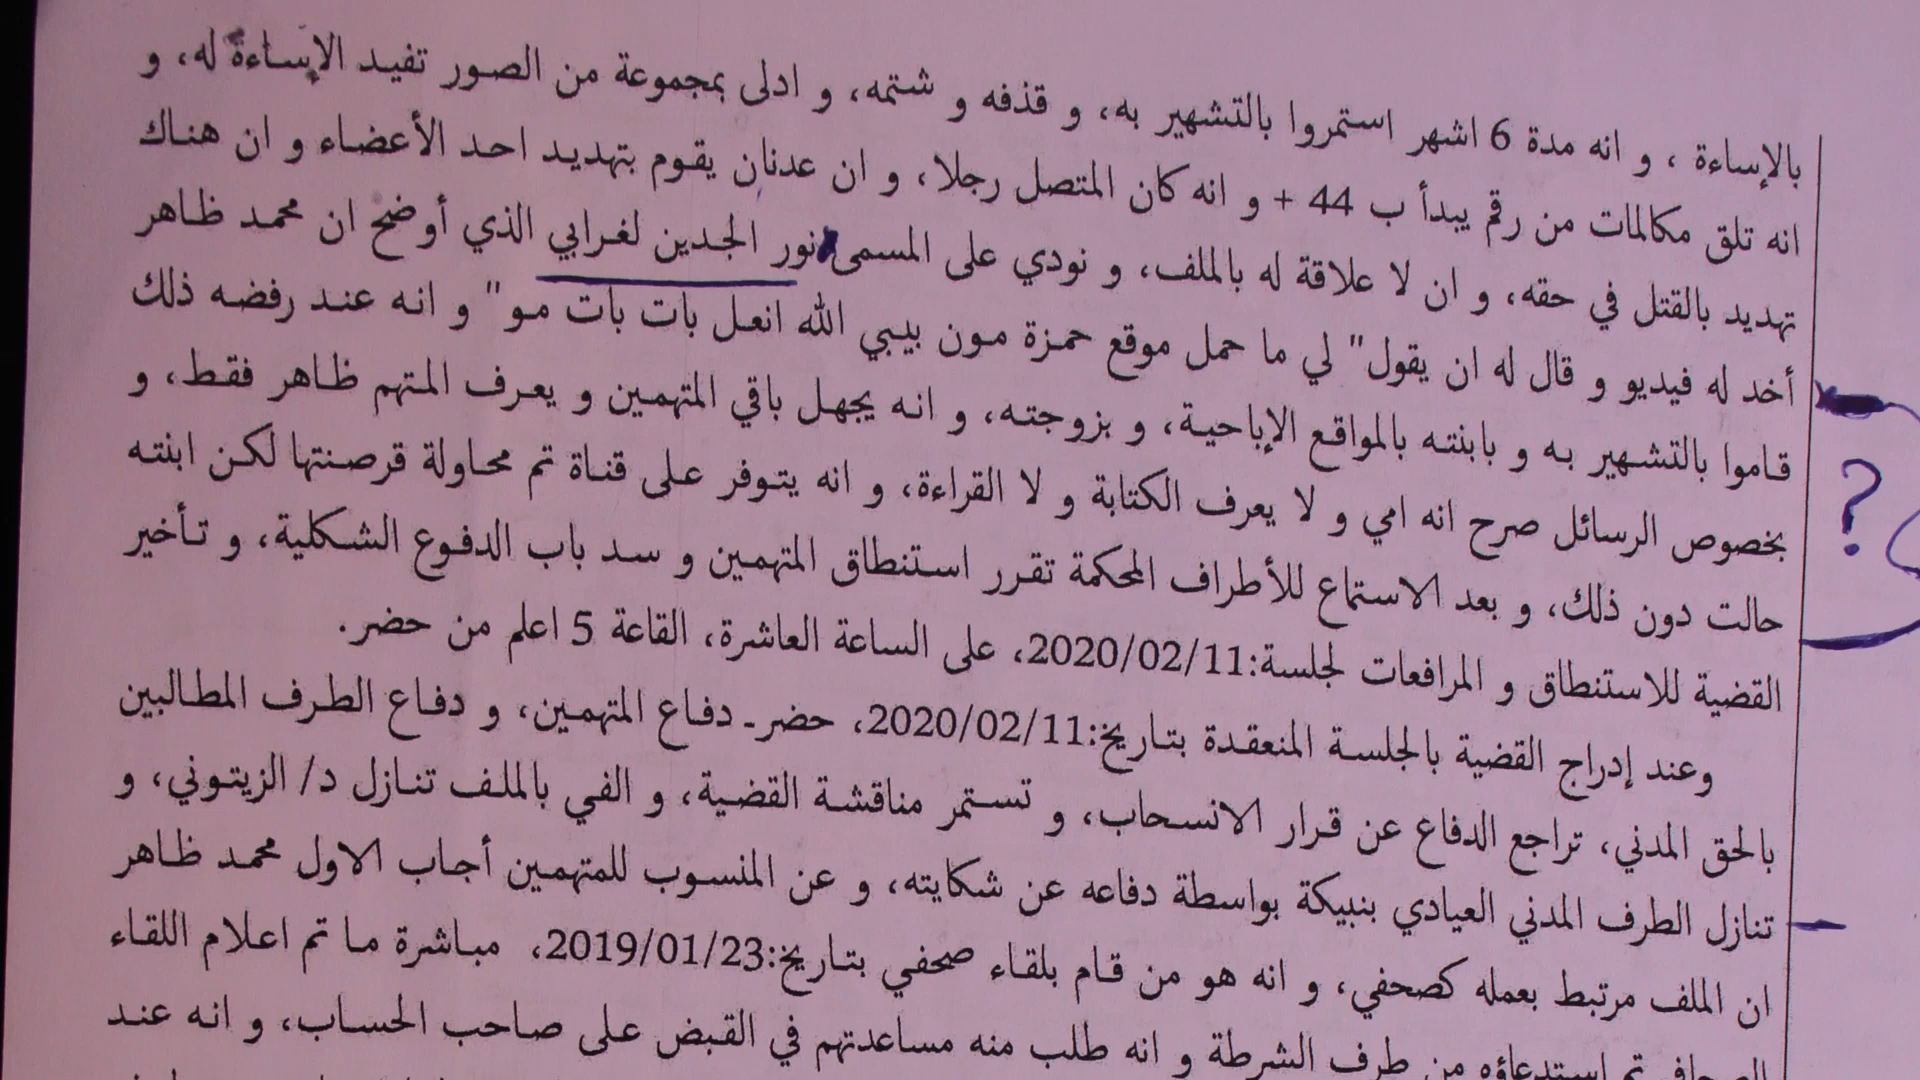 بالإساءة ، و انه مدة 6 اشهر استمروا بالتشهير به، و قذفه و شتمه، و ادلى بمجموعة من الصور تفيد الإساءة له، و
انه تلق مكالمات من رقم يبدأ ب 44 + و انه كان المتصل رجلا، و ان عدنان يقوم بتهديد احد الأعضاء و ان هناك
تهديد بالقتل في حقه، و ان لا علاقة له بالملف، و نودي على المسمى نور الجدين لغرابي الذي أوضح ان محمد ظاهر
أخد له فيديو و قال له ان يقول" لي ما حمل موقع حمزة مون بيبي الله انعل بات بات مو" و انه عند رفضه ذلك
قاموا بالتشهير به و بابنته بالمواقع الإباحية، و بزوجته، و انه يجهل باقي المتهمين و يعرف المتهم ظاهر فقط، و
بخصوص الرسائل صرح انه امي و لا يعرف الكتابة و لا القراءة، و انه يتوفر على قناة تم محاولة قرصنتها لكن ابنته
حالت دون ذلك، و بعد الاستماع للأطراف المحكمة تقرر استنطاق المتهمين و سد باب الدفوع الشكلية، و تأخير
القضية للاستنطاق و المرافعات لجلسة:2020/02/11، على الساعة العاشرة، القاعة 5 اعلم من حضر.
وعند إدراج القضية بالجلسة المنعقدة بتاريخ:2020/02/11، حضر- دفاع المتهمين، و دفاع الطرف المطالبين
بالحق المدني، تراجع الدفاع عن قرار الانسحاب، و تستمر مناقشة القضية، و الفي بالملف تنازل د/ الزيتوني، و
تنازل الطرف المدني العيادي بنبيكة بواسطة دفاعه عن شكايته، و عن المنسوب للمتهمين أجاب الاول محمد ظاهر
ان الملف مرتبط بعمله كصحفي، و انه هو من قام بلقاء صحفي بتاريخ:2019/01/23، مباشرة ما تم اعلام اللقاء
الصحافي تم استدعاؤه من طرف الشرطة و انه طلب منه مساعدتهم في القبض على صاحب الحساب، و انه عند
?